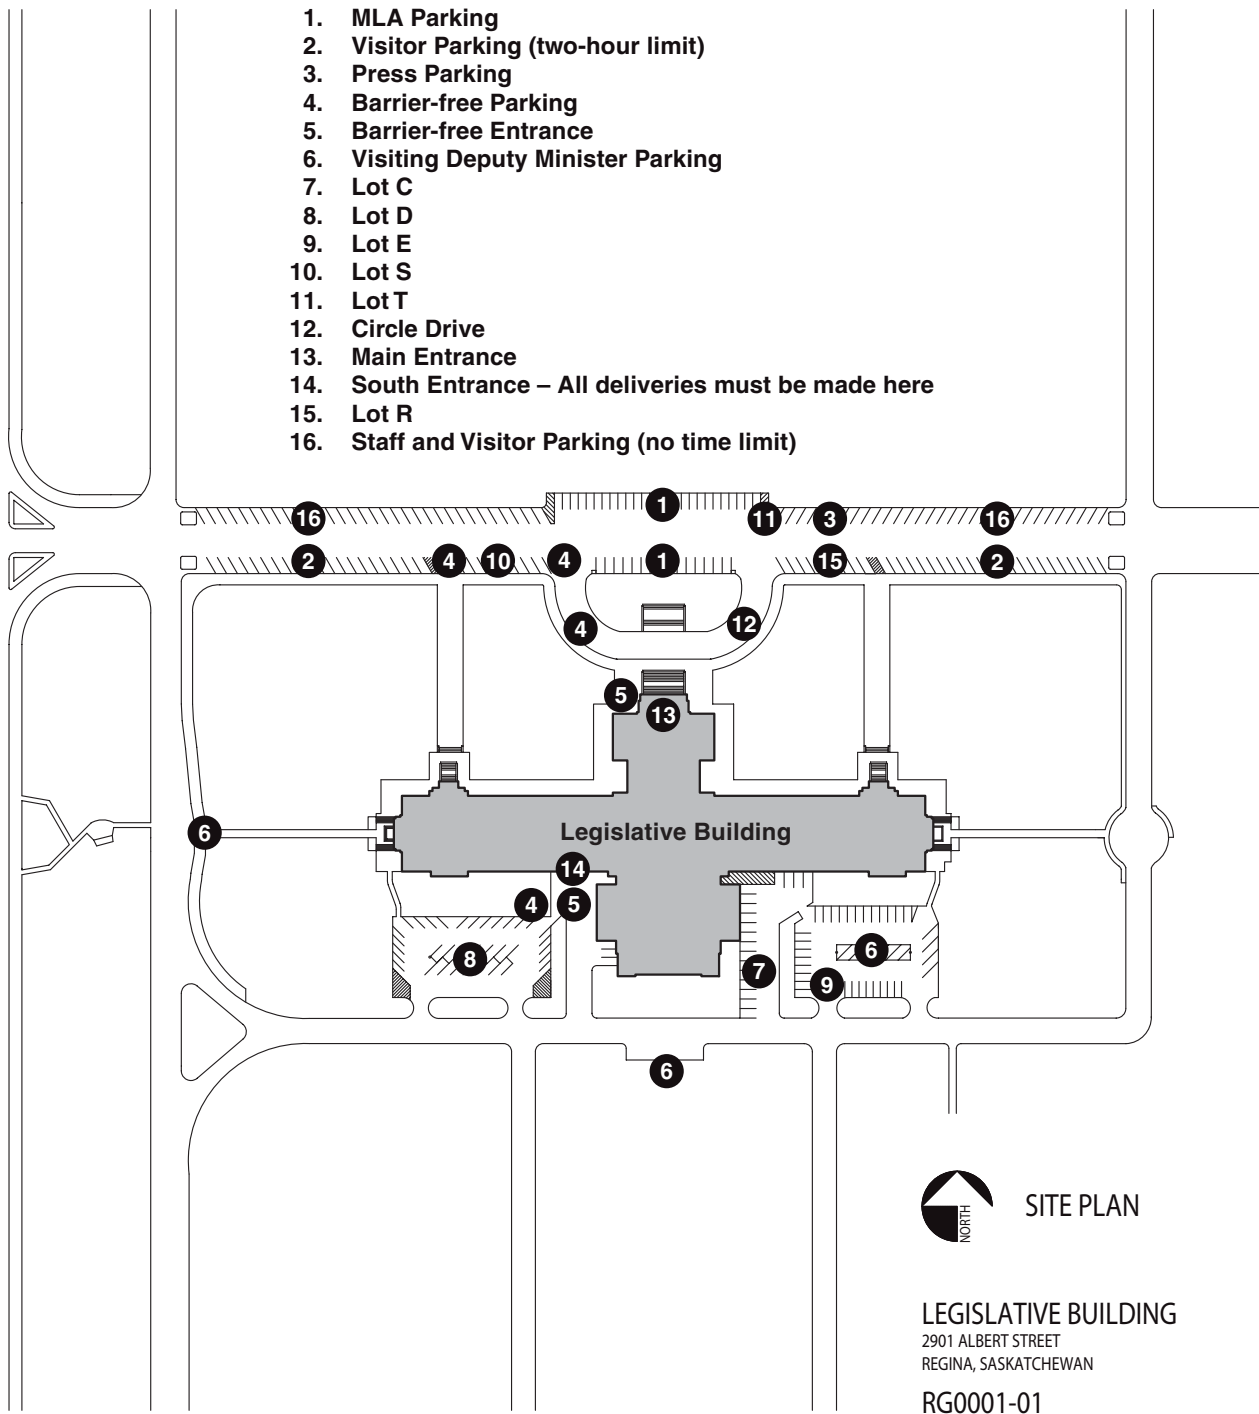 1. MLA Parking
2. Visitor Parking (two-hour limit)
3. Press Parking
4. Barrier-free Parking
5. Barrier-free Entrance
6. Visiting Deputy Minister Parking
7. Lot C
8. Lot D
9. Lot E
10. Lot S
11. Lot T
12. Circle Drive
13. Main Entrance
14. South Entrance – All deliveries must be made here
15. Lot R
16. Staff and Visitor Parking (no time limit)
1
16 11 3 16
2 4 10 4 1 15 2
4 12
5
13
6 Legislative Building
14
4 5
8 6
7 9
6
NORTH
SITE PLAN
LEGISLATIVE BUILDING
2901 ALBERT STREET
REGINA, SASKATCHEWAN
RG0001-01